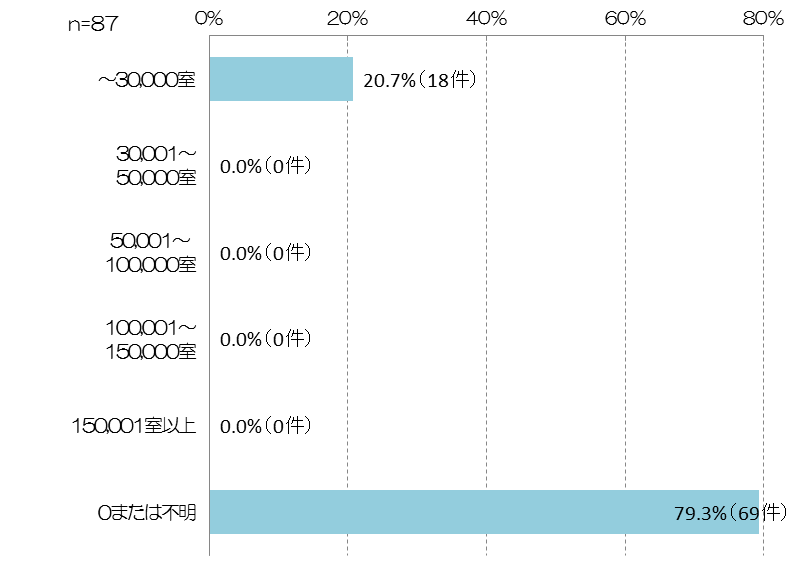 n=87
0% 20% 40% 60% 80%
～30,000室
20.7%（18件）
30,001～
50,000室
0.0%（0件）
50,001～
100,000室
0.0%（0件）
100,001～
150,000室
0.0%（0件）
150,001室以上
0.0%（0件）
0または不明
79.3%（69件）